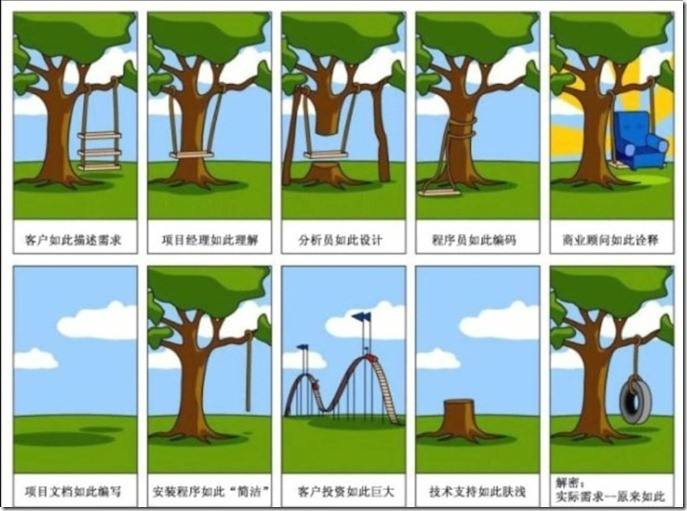 客户如此描述需求
项目经理如此理解
分析员如此设计
程序员如此编码
商业顾问如此诠释
项目文档如此编写
安装程序如此“简洁”
客户投资如此巨大
技术支持如此肤浅
解密：
实际需求--原来如此